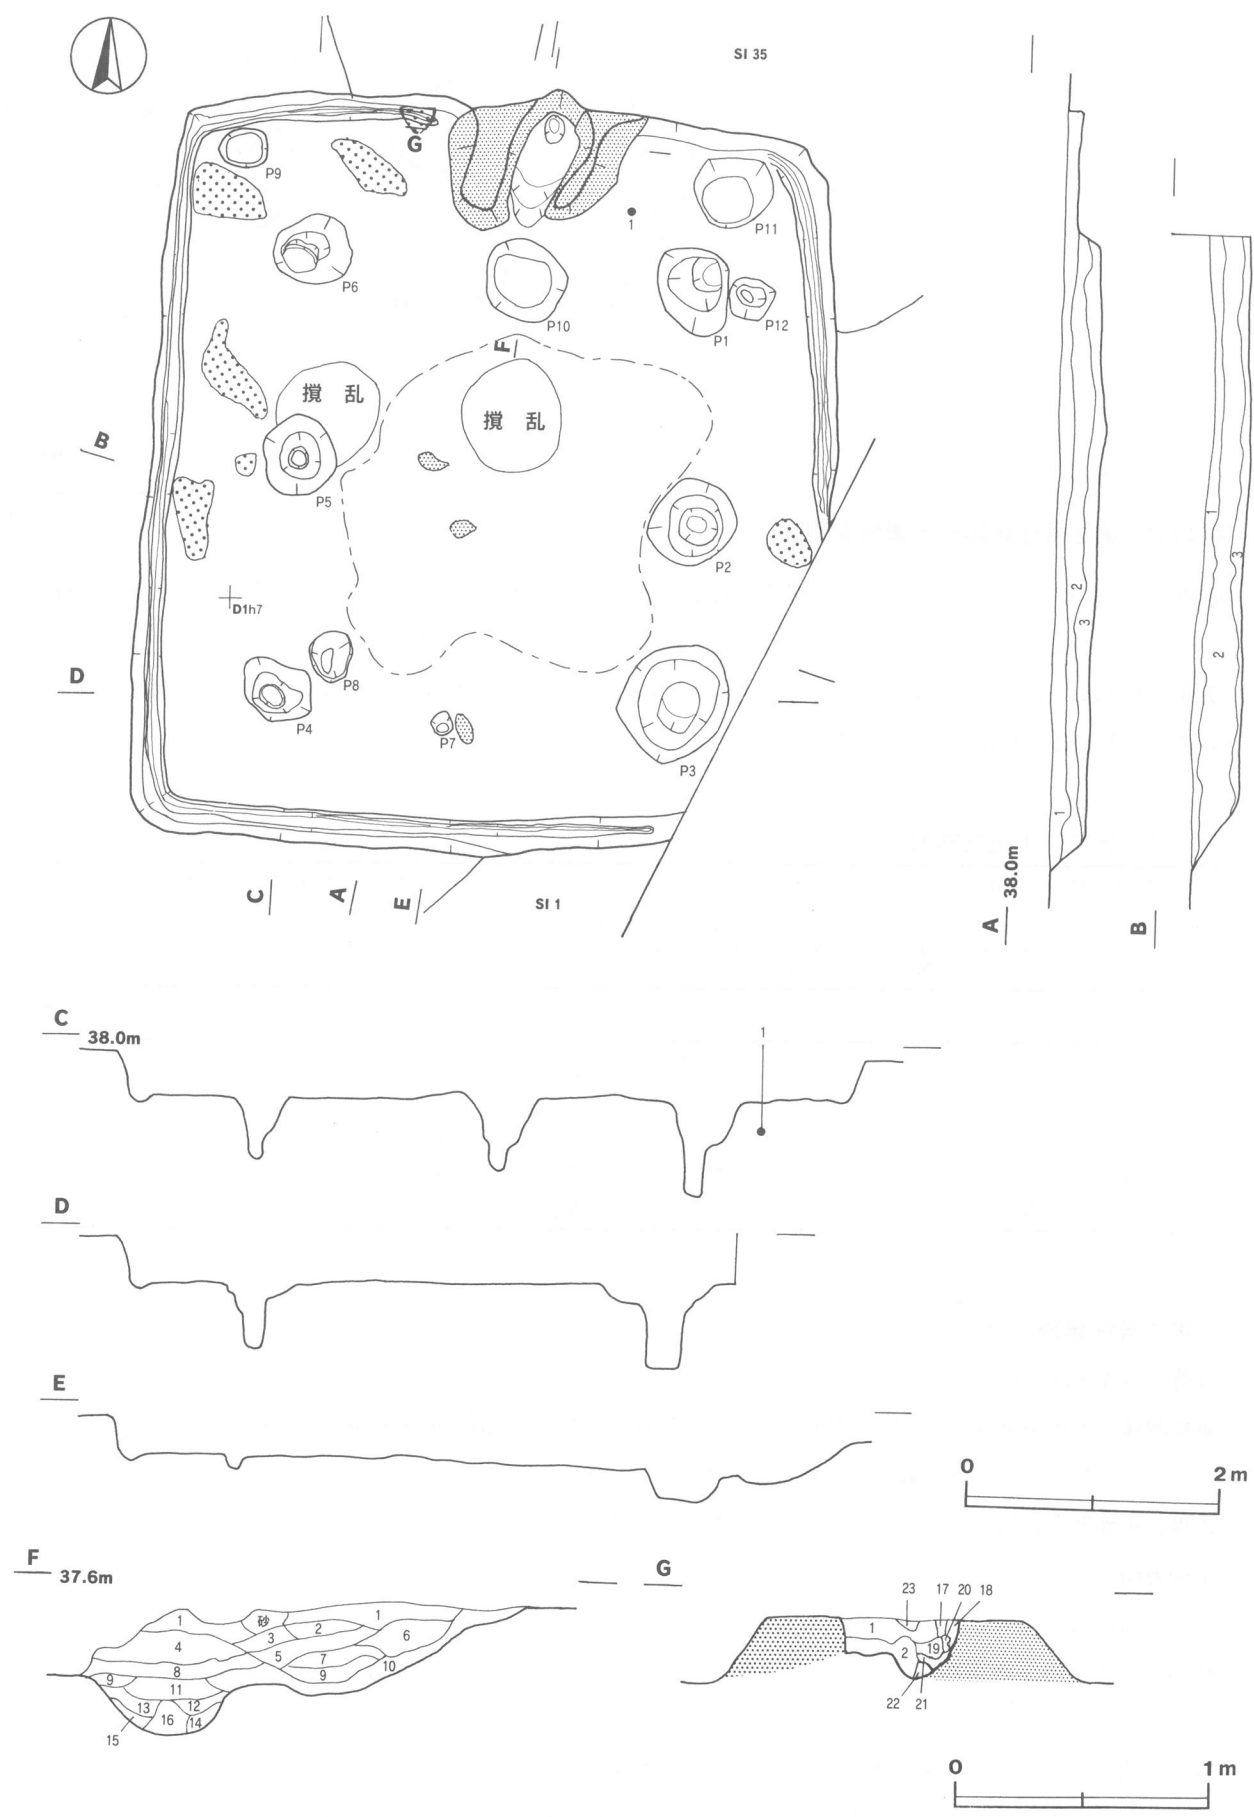 SI 35
G
P9
1
P11
P6
P10
P1
P12
F
撹 乱
撹 乱
B
P5
P2
D1h7
D
P8
P4
P7
P3
C
A
E
SI 1
1
2
3
A
38.0m
1
2
3
B
C
38.0m
1
D
E
0
2 m
F
37.6m
1
砂
1
2
3
4
5
6
7
8
9
9
10
11
12
13
14
15
16
G
23
17
20
18
1
2
19
22
21
0
1 m